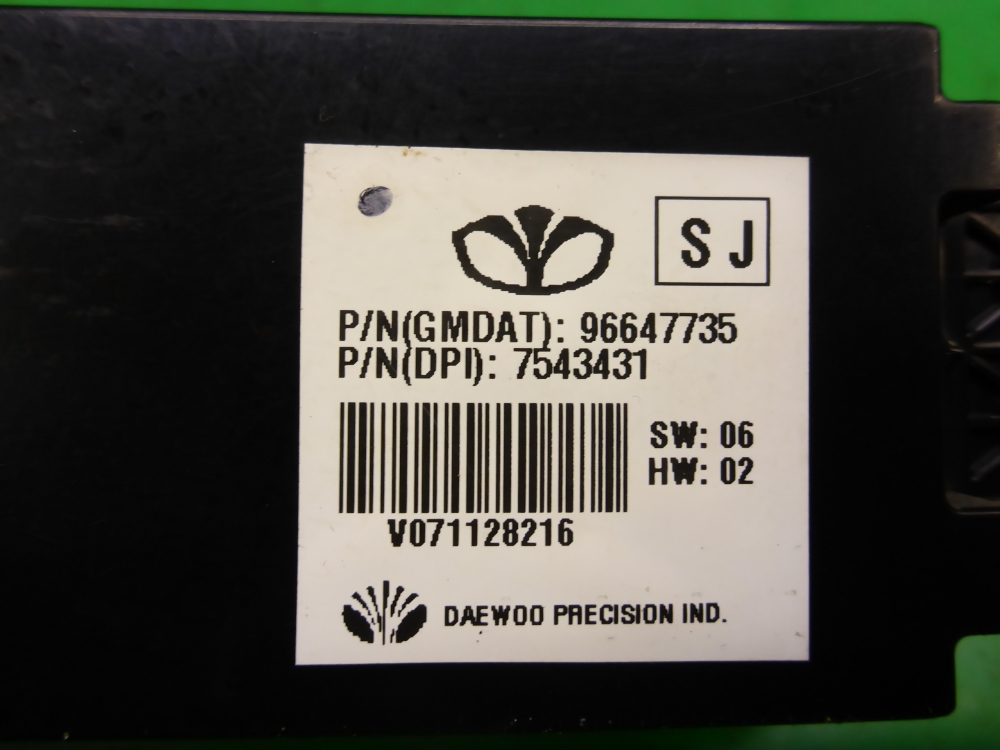 S J
P/N(GMDAT): 96647735
P/N(DPI): 7543431
SW: 06
HW: 02
V071128216
DAEWOO PRECISION IND.